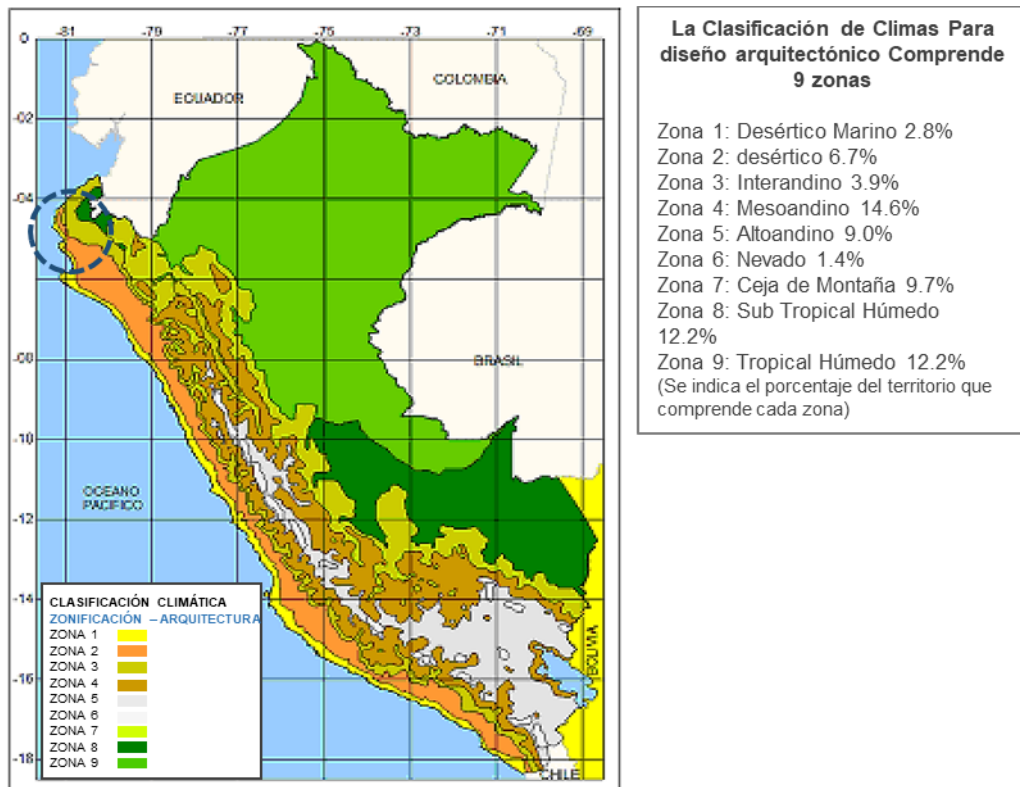 -81 -79 -77 -75 -73 -71 -69
0
-02
-04
-08
-10
-12
-14
-16
-18
ECUADOR
COLOMBIA
BRASIL
OCEANO
PACIFICO
BOLIVIA
CHILE
CLASIFICACIÓN CLIMÁTICA
ZONIFICACIÓN – ARQUITECTURA
ZONA 1
ZONA 2
ZONA 3
ZONA 4
ZONA 5
ZONA 6
ZONA 7
ZONA 8
ZONA 9
La Clasificación de Climas Para
diseño arquitectónico Comprende
9 zonas
Zona 1: Desértico Marino 2.8%
Zona 2: desértico 6.7%
Zona 3: Interandino 3.9%
Zona 4: Mesoandino 14.6%
Zona 5: Altoandino 9.0%
Zona 6: Nevado 1.4%
Zona 7: Ceja de Montaña 9.7%
Zona 8: Sub Tropical Húmedo
12.2%
Zona 9: Tropical Húmedo 12.2%
(Se indica el porcentaje del territorio que
comprende cada zona)